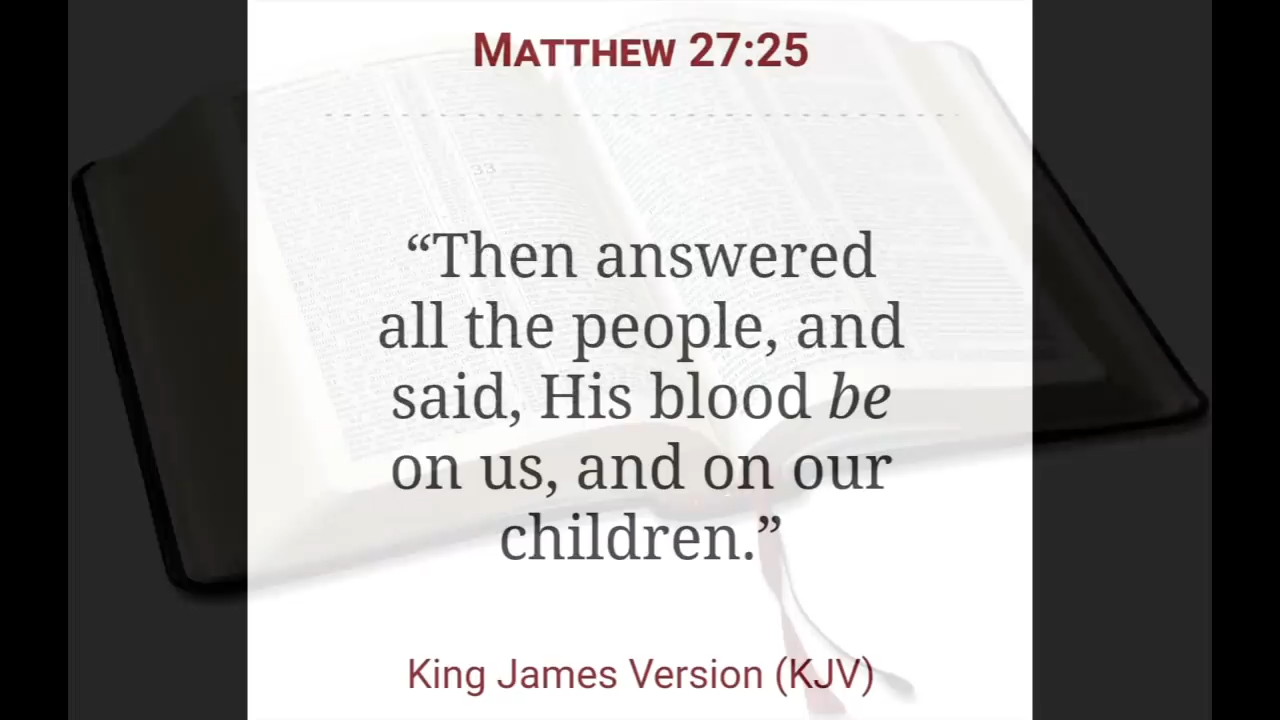 MATTHEW 27:25
33
“Then answered
all the people, and
said, His blood be
on us, and on our
children.”
King James Version (KJV)